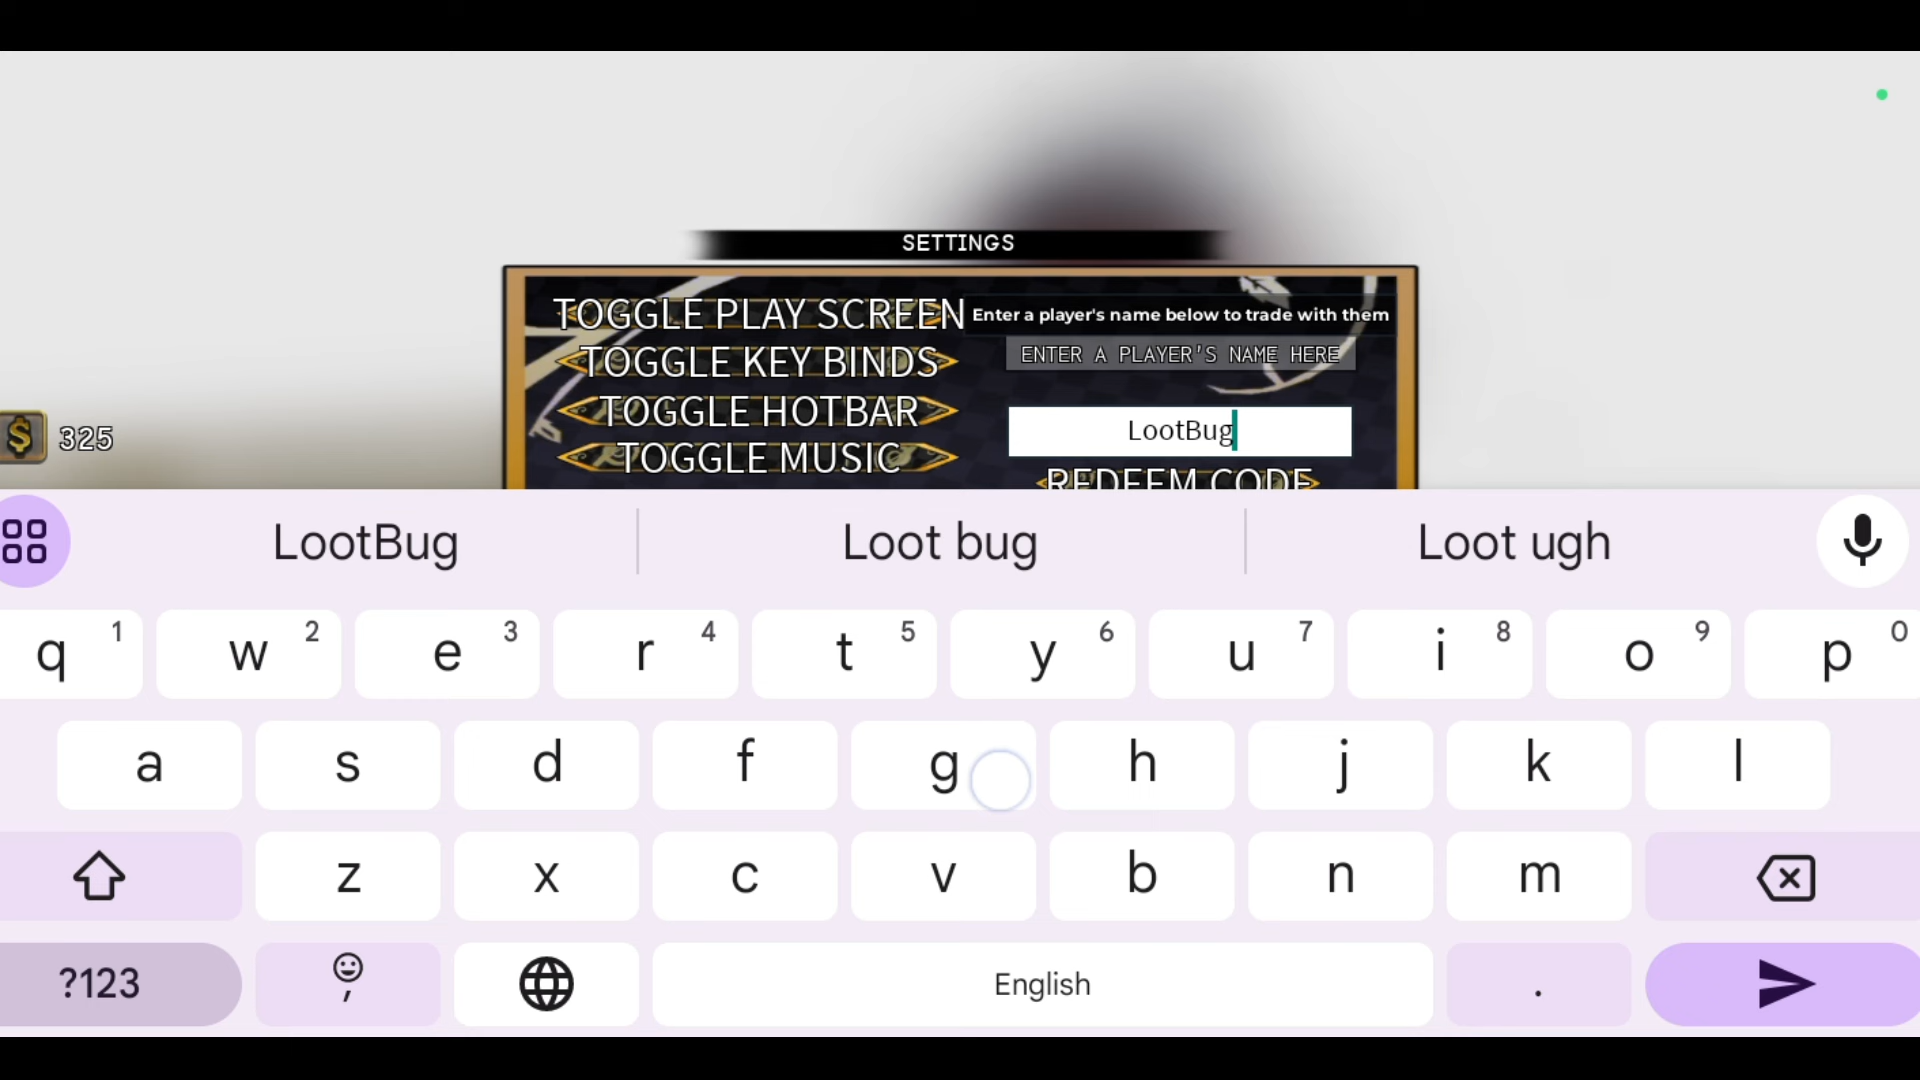 SETTINGS
TOGGLE PLAY SCREEN
Enter a player's name below to trade with them
TOGGLE KEY BINDS
ENTER A PLAYER'S NAME HERE
TOGGLE HOTBAR
LootBug
$ 325
TOGGLE MUSIC
REDEEM CODE
LootBug Loot bug Loot ugh
q 1 w 2 e 3 r 4 t 5 y 6 u 7 i 8 o 9 p 0
a s d f g h j k l
z x c v b n m
?123 , English .